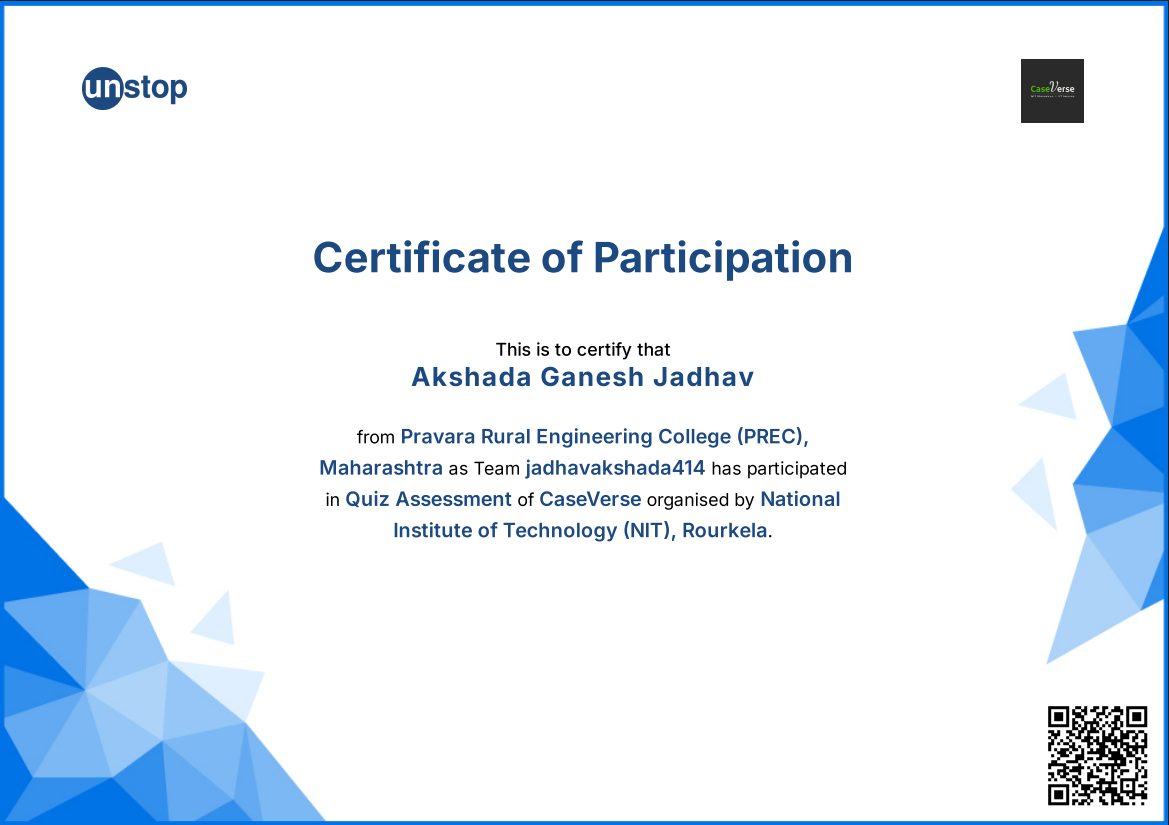 unstop
CaseVerse
Certificate of Participation
This is to certify that
Akshada Ganesh Jadhav
from Pravara Rural Engineering College (PREC),
Maharashtra as Team jadhavakshada414 has participated
in Quiz Assessment of CaseVerse organised by National
Institute of Technology (NIT), Rourkela.